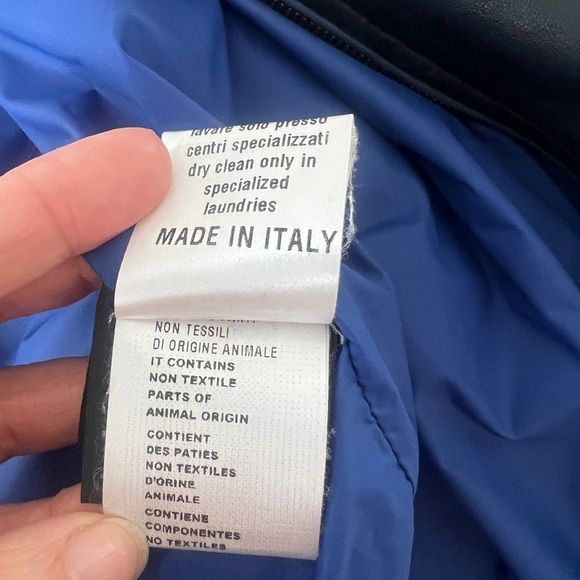 lavare solo presso
centri specializzati
dry clean only in
specialized
laundries
MADE IN ITALY
NON TESSILI
DI ORIGINE ANIMALE
IT CONTAINS
NON TEXTILE
PARTS OF
ANIMAL ORIGIN
CONTIENT
DES PATIES
NON TEXTILES
D'ORINE
ANIMALE
CONTIENE
COMPONENTES
NO TEXTILES